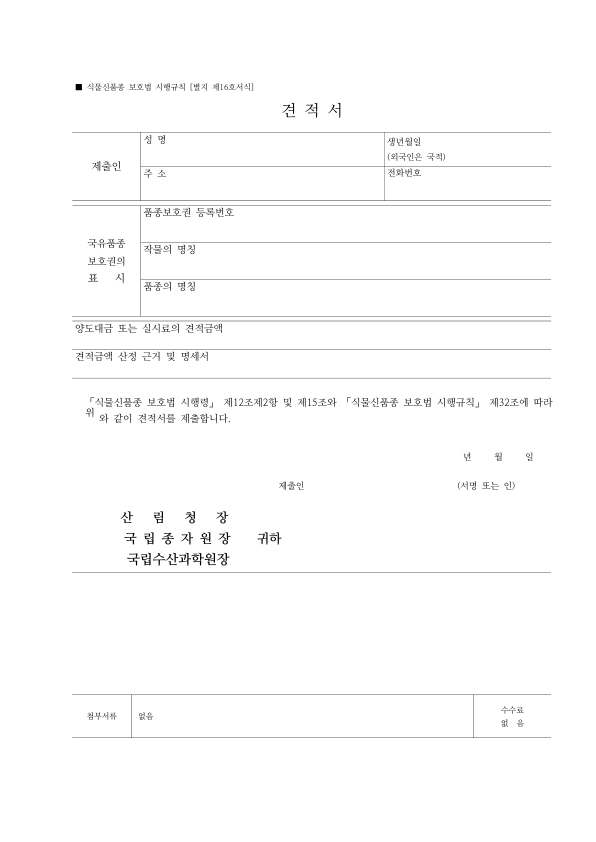 ■ 식물신품종 보호법 시행규칙 [별지 제16호서식]
견 적 서
제출인
성 명
생년월일
(외국인은 국적)
주 소
전화번호
국유품종
보호권의
표 시
품종보호권 등록번호
작물의 명칭
품종의 명칭
양도대금 또는 실시료의 견적금액
견적금액 산정 근거 및 명세서
「식물신품종 보호법 시행령」 제12조제2항 및 제15조와 「식물신품종 보호법 시행규칙」 제32조에 따라
위 와 같이 견적서를 제출합니다.
년 월 일
제출인 (서명 또는 인)
산 림 청 장
국 립 종 자 원 장 귀하
국립수산과학원장
첨부서류
없음
수수료
없 음